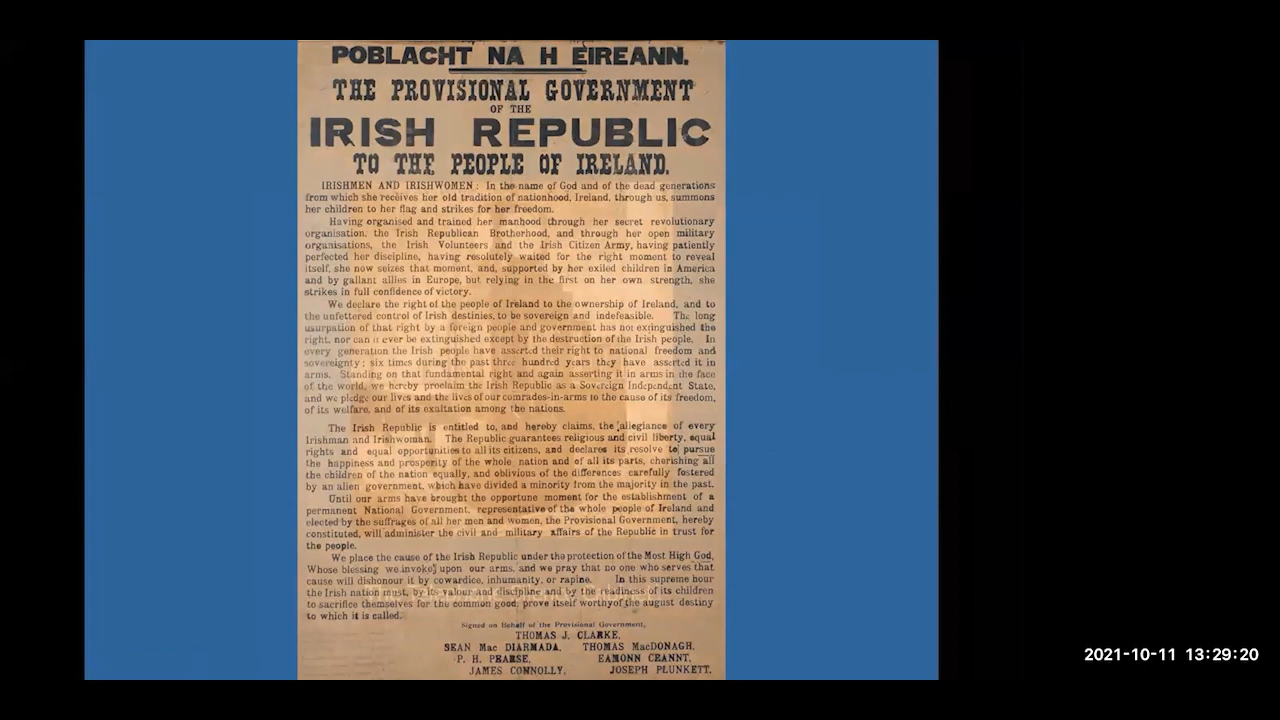 POBLACHT NA H EIREANN.
THE PROVISIONAL GOVERNMENT
OF THE
IRISH REPUBLIC
TO THE PEOPLE OF IRELAND.
IRISHMEN AND IRISHWOMEN : In the name of God and of the dead generations
from which she receives her old tradition of nationhood, Ireland, through us, summons
her children to her flag and strikes for her freedom.
Having organised and trained her manhood through her secret revolutionary
organisation, the Irish Republican Brotherhood, and through her open military
organisations, the Irish Volunteers and the Irish Citizen Army, having patiently
perfected her discipline, having resolutely waited for the right moment to reveal
itself, she now seizes that moment, and, supported by her exiled children in America
and by gallant allies in Europe, but relying in the first on her own strength, she
strikes in full confidence of victory.
We declare the right of the people of Ireland to the ownership of Ireland, and to
the unfettered control of Irish destinies, to be sovereign and indefeasible. The long
usurpation of that right by a foreign people and government has not extinguished the
right, nor can it ever be extinguished except by the destruction of the Irish people. In
every generation the Irish people have asserted their right to national freedom and
sovereignty ; six times during the past three hundred years they have asserted it in
arms. Standing on that fundamental right and again asserting it in arms in the face
of the world, we hereby proclaim the Irish Republic as a Sovereign Independent State,
and we pledge our lives and the lives of our comrades-in-arms to the cause of its freedom,
of its welfare, and of its exaltation among the nations.
The Irish Republic is entitled to, and hereby claims, the allegiance of every
Irishman and Irishwoman. The Republic guarantees religious and civil liberty, equal
rights and equal opportunities to all its citizens, and declares its resolve to pursue
the happiness and prosperity of the whole nation and of all its parts, cherishing all
the children of the nation equally, and oblivious of the differences carefully fostered
by an alien government, which have divided a minority from the majority in the past.
Until our arms have brought the opportune moment for the establishment of a
permanent National Government, representative of the whole people of Ireland and
elected by the suffrages of all her men and women, the Provisional Government, hereby
constituted, will administer the civil and military affairs of the Republic in trust for
the people.
We place the cause of the Irish Republic under the protection of the Most High God,
Whose blessing we invoke upon our arms, and we pray that no one who serves that
cause will dishonour it by cowardice, inhumanity, or rapine. In this supreme hour
the Irish nation must, by its valour and discipline and by the readiness of its children
to sacrifice themselves for the common good, prove itself worthy of the august destiny
to which it is called.
Signed on Behalf of the Provisional Government,
THOMAS J. CLARKE,
SEAN Mac DIARMADA, THOMAS MacDONAGH,
P. H. PEARSE, EAMONN CEANNT,
JAMES CONNOLLY, JOSEPH PLUNKETT.
2021-10-11 13:29:20